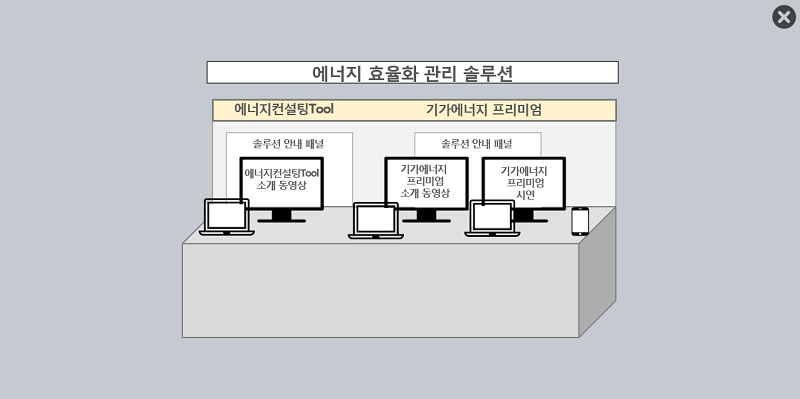 에너지 효율화 관리 솔루션
에너지컨설팅Tool
기가에너지 프리미엄
솔루션 안내 패널
솔루션 안내 패널
에너지컨설팅Tool
소개 동영상
기가에너지
프리미엄
소개 동영상
기가에너지
프리미엄
시연